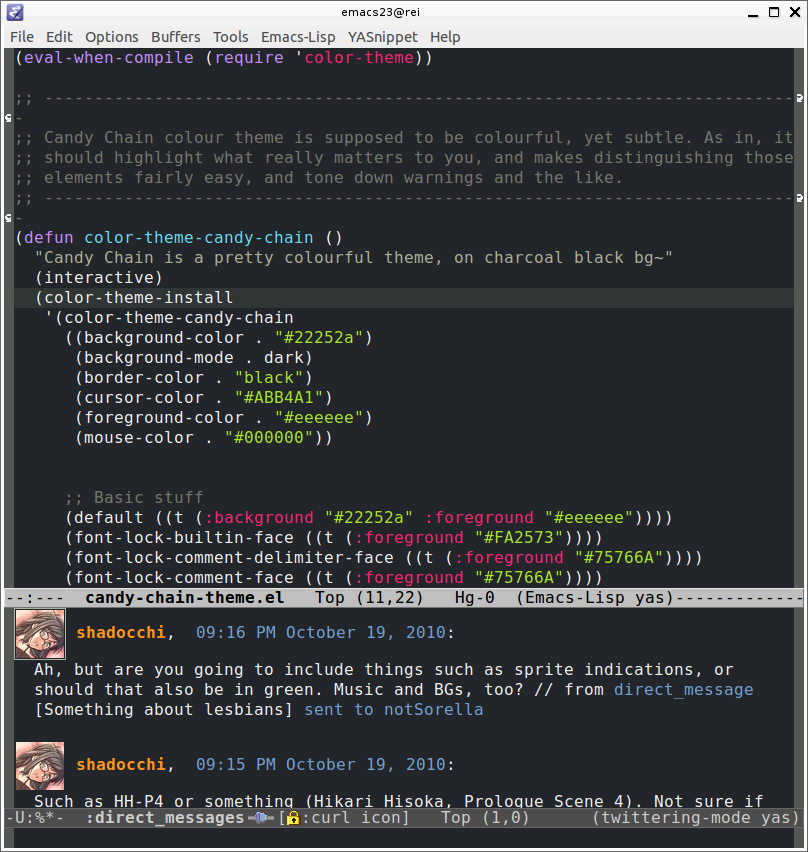 emacs23@rei
File Edit Options Buffers Tools Emacs-Lisp YASnippet Help
(eval-when-compile (require 'color-theme))
;; ---------------------------------------------------------------------------
-
;; Candy Chain colour theme is supposed to be colourful, yet subtle. As in, it
;; should highlight what really matters to you, and makes distinguishing those
;; elements fairly easy, and tone down warnings and the like.
;; ---------------------------------------------------------------------------
-
(defun color-theme-candy-chain ()
  "Candy Chain is a pretty colourful theme, on charcoal black bg~"
  (interactive)
  (color-theme-install
   '(color-theme-candy-chain
     ((background-color . "#22252a")
      (background-mode . dark)
      (border-color . "black")
      (cursor-color . "#ABB4A1")
      (foreground-color . "#eeeeee")
      (mouse-color . "#000000"))
     ;; Basic stuff
     (default ((t (:background "#22252a" :foreground "#eeeeee"))))
     (font-lock-builtin-face ((t (:foreground "#FA2573"))))
     (font-lock-comment-delimiter-face ((t (:foreground "#75766A"))))
     (font-lock-comment-face ((t (:foreground "#75766A"))))
--:---  candy-chain-theme.el   Top (11,22)   Hg-0  (Emacs-Lisp yas)-------------
shadocchi,  09:16 PM October 19, 2010:
Ah, but are you going to include things such as sprite indications, or
should that also be in green. Music and BGs, too? // from direct_message
[Something about lesbians] sent to notSorella
shadocchi,  09:15 PM October 19, 2010:
Such as HH-P4 or something (Hikari Hisoka, Prologue Scene 4). Not sure if
-U:%*-  :direct_messages [:curl icon]   Top (1,0)      (twittering-mode yas)